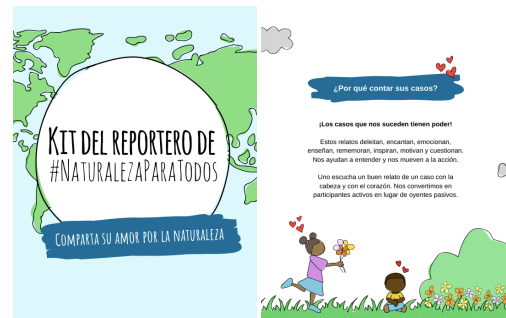 KIT DEL REPORTERO DE
#NATURALEZAPARATODOS
COMPARTA SU AMOR POR LA NATURALEZA
¿Por qué contar sus casos?
¡Los casos que nos suceden tienen poder!
Estos relatos deleitan, encantan, emocionan,
enseñan, rememoran, inspiran, motivan y cuestionan.
Nos ayudan a entender y nos mueven a la acción.
Uno escucha un buen relato de un caso con la
cabeza y con el corazón. Nos convertimos en
participantes activos en lugar de oyentes pasivos.